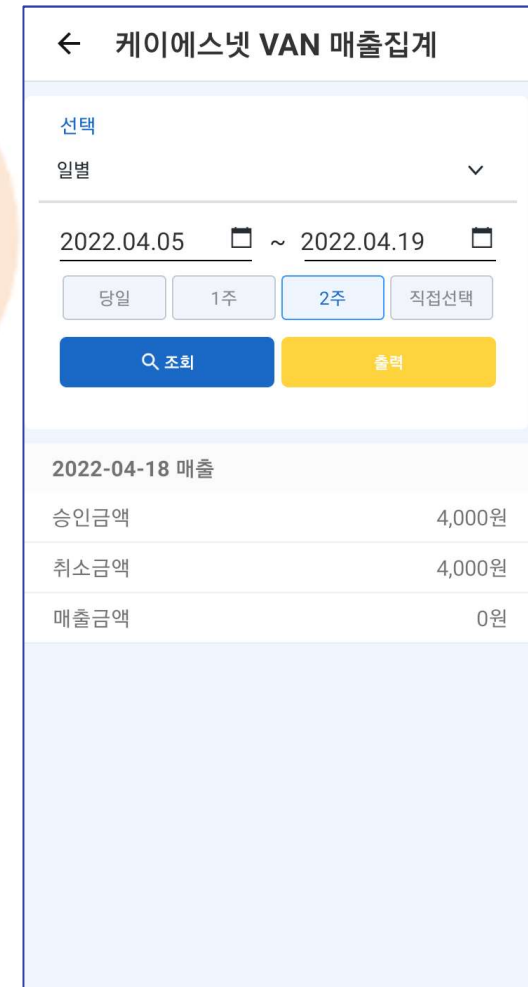 케이에스넷 VAN 매출집계
선택
일별
2022.04.05 ~ 2022.04.19
당일 1주 2주 직접선택
조회 출력
2022-04-18 매출
승인금액 4,000원
취소금액 4,000원
매출금액 0원